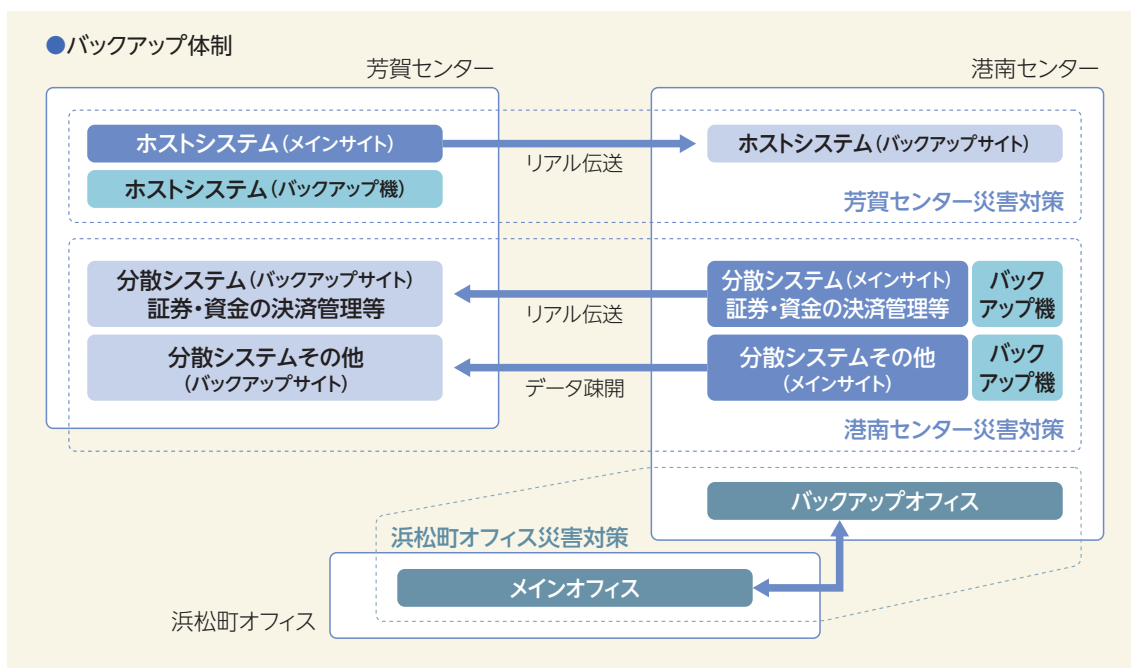 ●バックアップ体制
芳賀センター
港南センター
ホストシステム(メインサイト)
リアル伝送
ホストシステム(バックアップサイト)
ホストシステム(バックアップ機)
芳賀センター災害対策
分散システム(バックアップサイト)
証券・資金の決済管理等
リアル伝送
分散システム(メインサイト)
証券・資金の決済管理等
バック
アップ機
分散システムその他
(バックアップサイト)
データ疎開
分散システムその他
(メインサイト)
バック
アップ機
港南センター災害対策
バックアップオフィス
浜松町オフィス災害対策
メインオフィス
浜松町オフィス